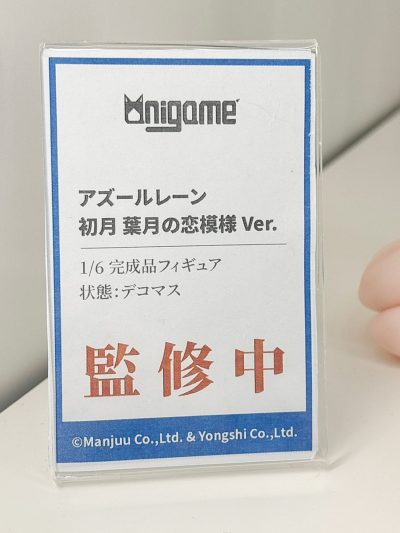 Onigame
アズールレーン
初月 葉月の恋模様 Ver.
1/6 完成品フィギュア
状態：デコマス
監修中
©Manjuu Co.,Ltd. & Yongshi Co.,Ltd.